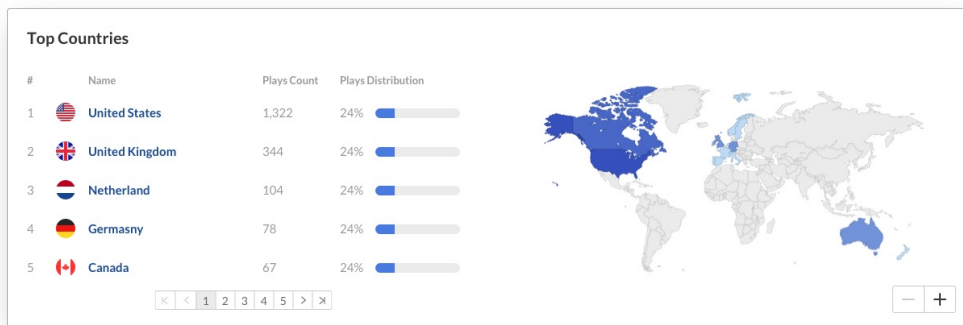 Top Countries
# Name Plays Count Plays Distribution
1 United States 1,322 24%
2 United Kingdom 344 24%
3 Netherland 104 24%
4 Germasny 78 24%
5 Canada 67 24%
1 2 3 4 5